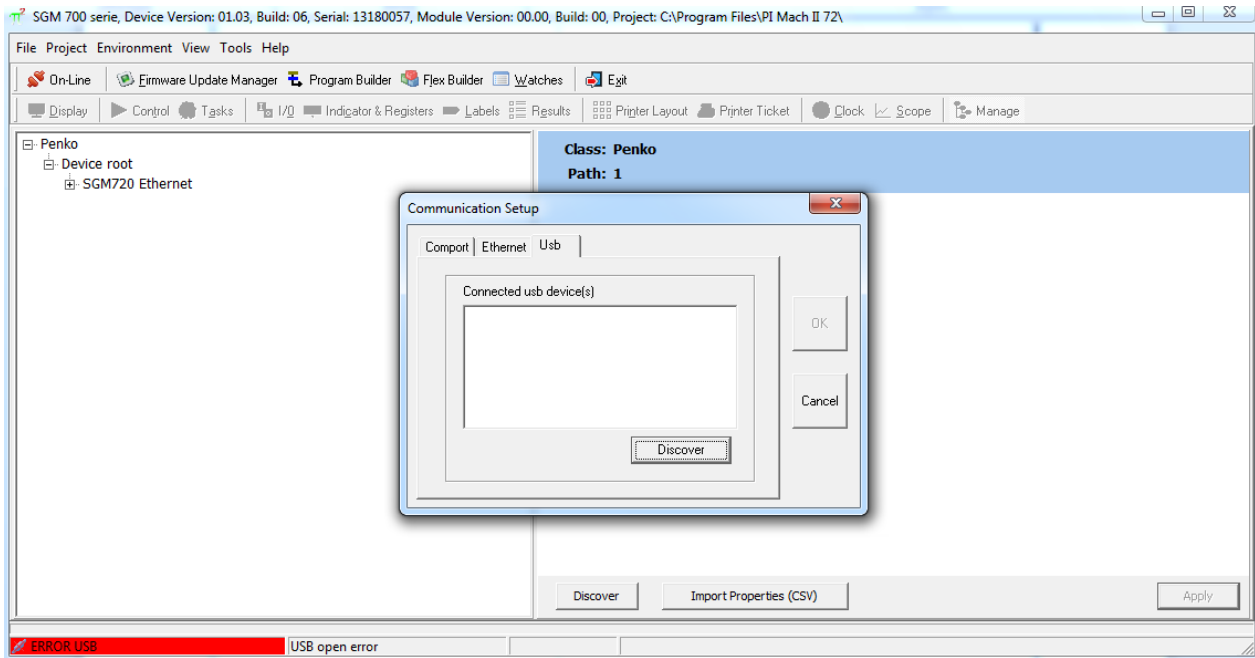 SGM 700 serie, Device Version: 01.03, Build: 06, Serial: 13180057, Module Version: 00.00, Build: 00, Project: C:\Program Files\PI Mach II 72\
File Project Environment View Tools Help
On-Line Firmware Update Manager Program Builder Flex Builder Watches Exit
Display Control Tasks I/O Indicator & Registers Labels Results Printer Layout Printer Ticket Clock Scope Manage
Penko
Device root
SGM720 Ethernet
Class: Penko
Path: 1
Communication Setup
Comport Ethernet Usb
Connected usb device(s)
OK
Cancel
Discover
Discover Import Properties (CSV) Apply
ERROR USB USB open error